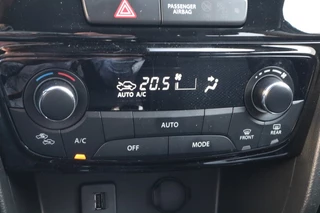 PASSENGER
AIRBAG
20.5
AUTO A/C
AUTO
A/C
OFF
MODE
FRONT
REAR